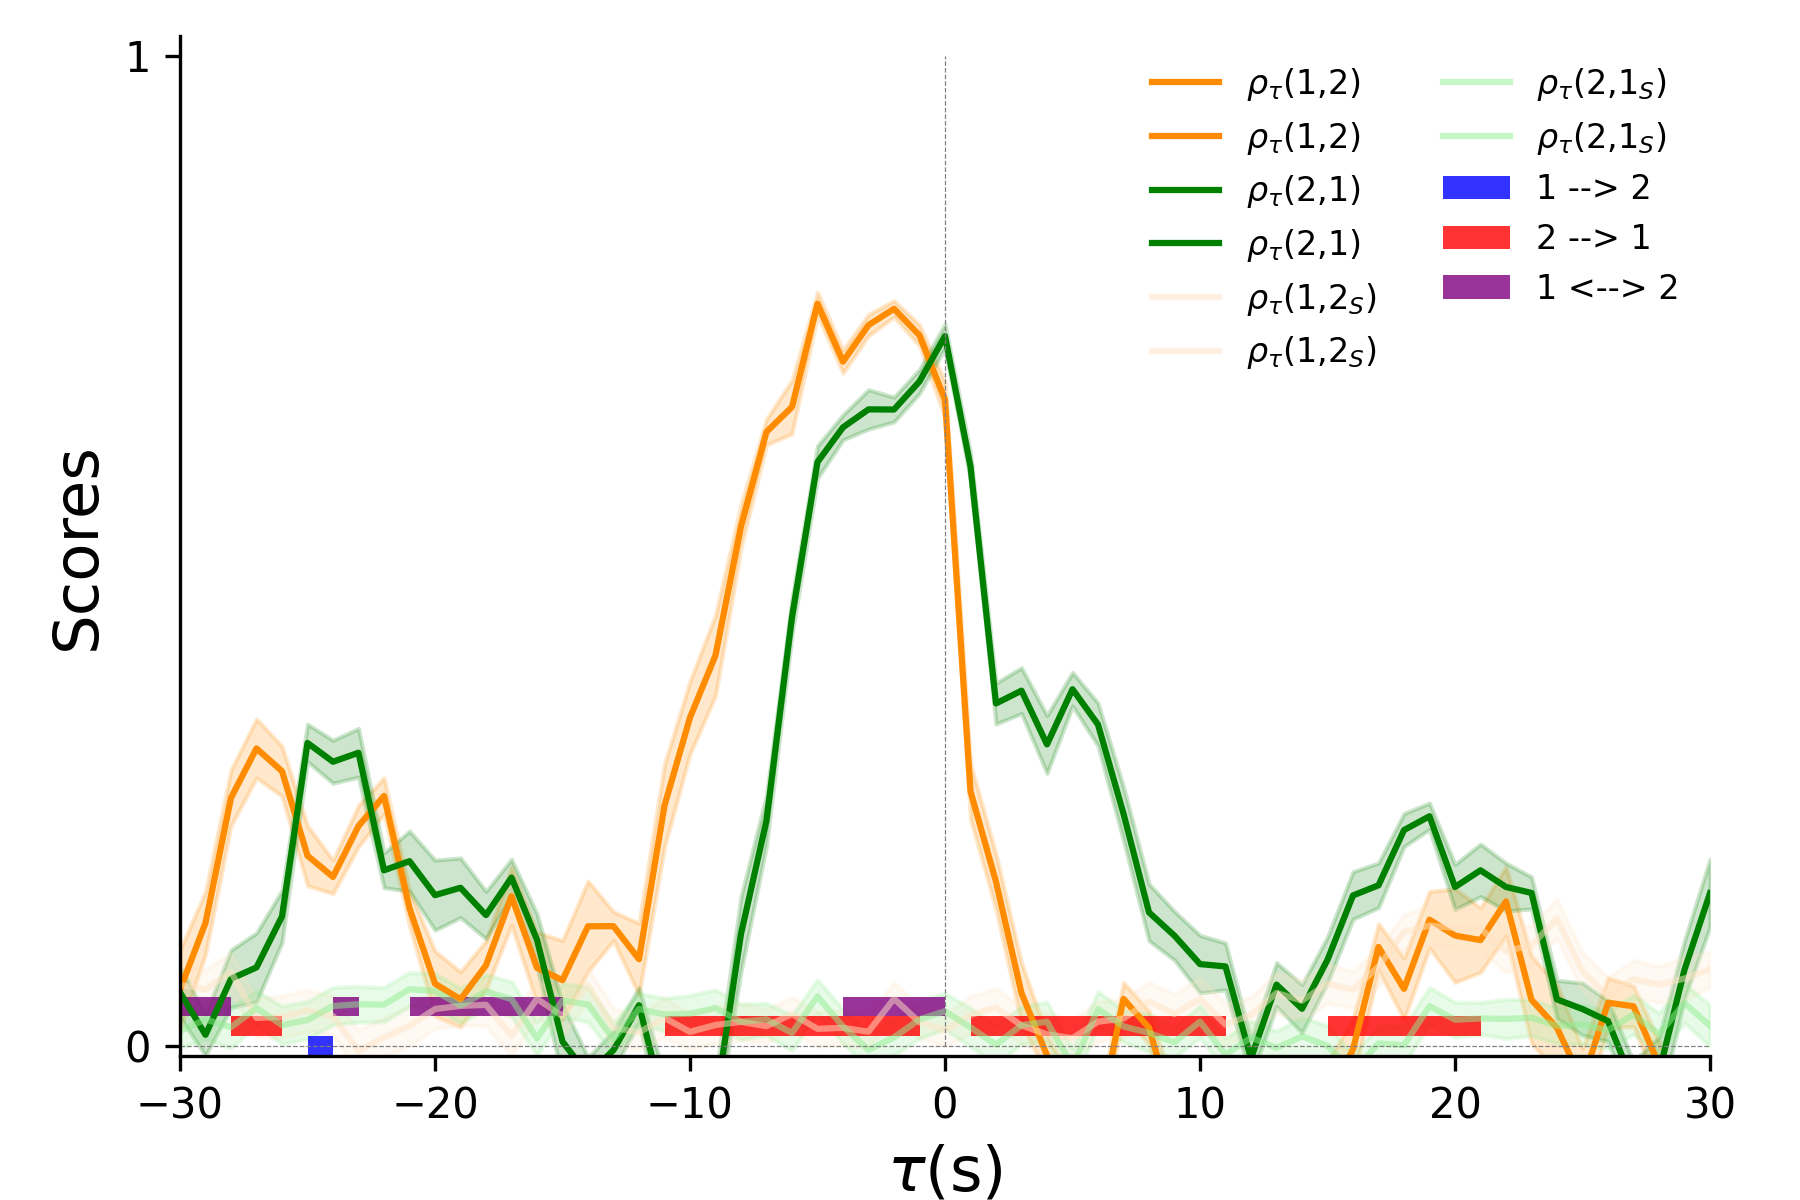 1
Scores
0
−30 −20 −10 0 10 20 30
τ(s)
ρτ(1,2)
ρτ(1,2)
ρτ(2,1)
ρτ(2,1)
ρτ(1,2S)
ρτ(1,2S)
ρτ(2,1S)
ρτ(2,1S)
1 --> 2
2 --> 1
1 <--> 2